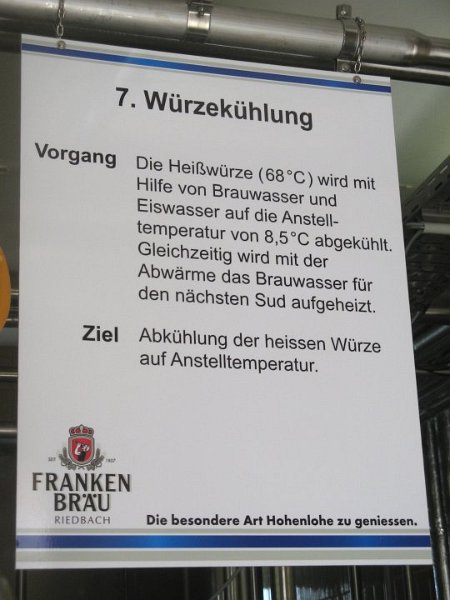 7. Würzekühlung
Vorgang Die Heißwürze (68°C) wird mit
Hilfe von Brauwasser und
Eiswasser auf die Anstell-
temperatur von 8,5°C abgekühlt.
Gleichzeitig wird mit der
Abwärme das Brauwasser für
den nächsten Sud aufgeheizt.
Ziel Abkühlung der heissen Würze
auf Anstelltemperatur.
SEIT 1807
FRANKEN
BRÄU
RIEDBACH
Die besondere Art Hohenlohe zu geniessen.